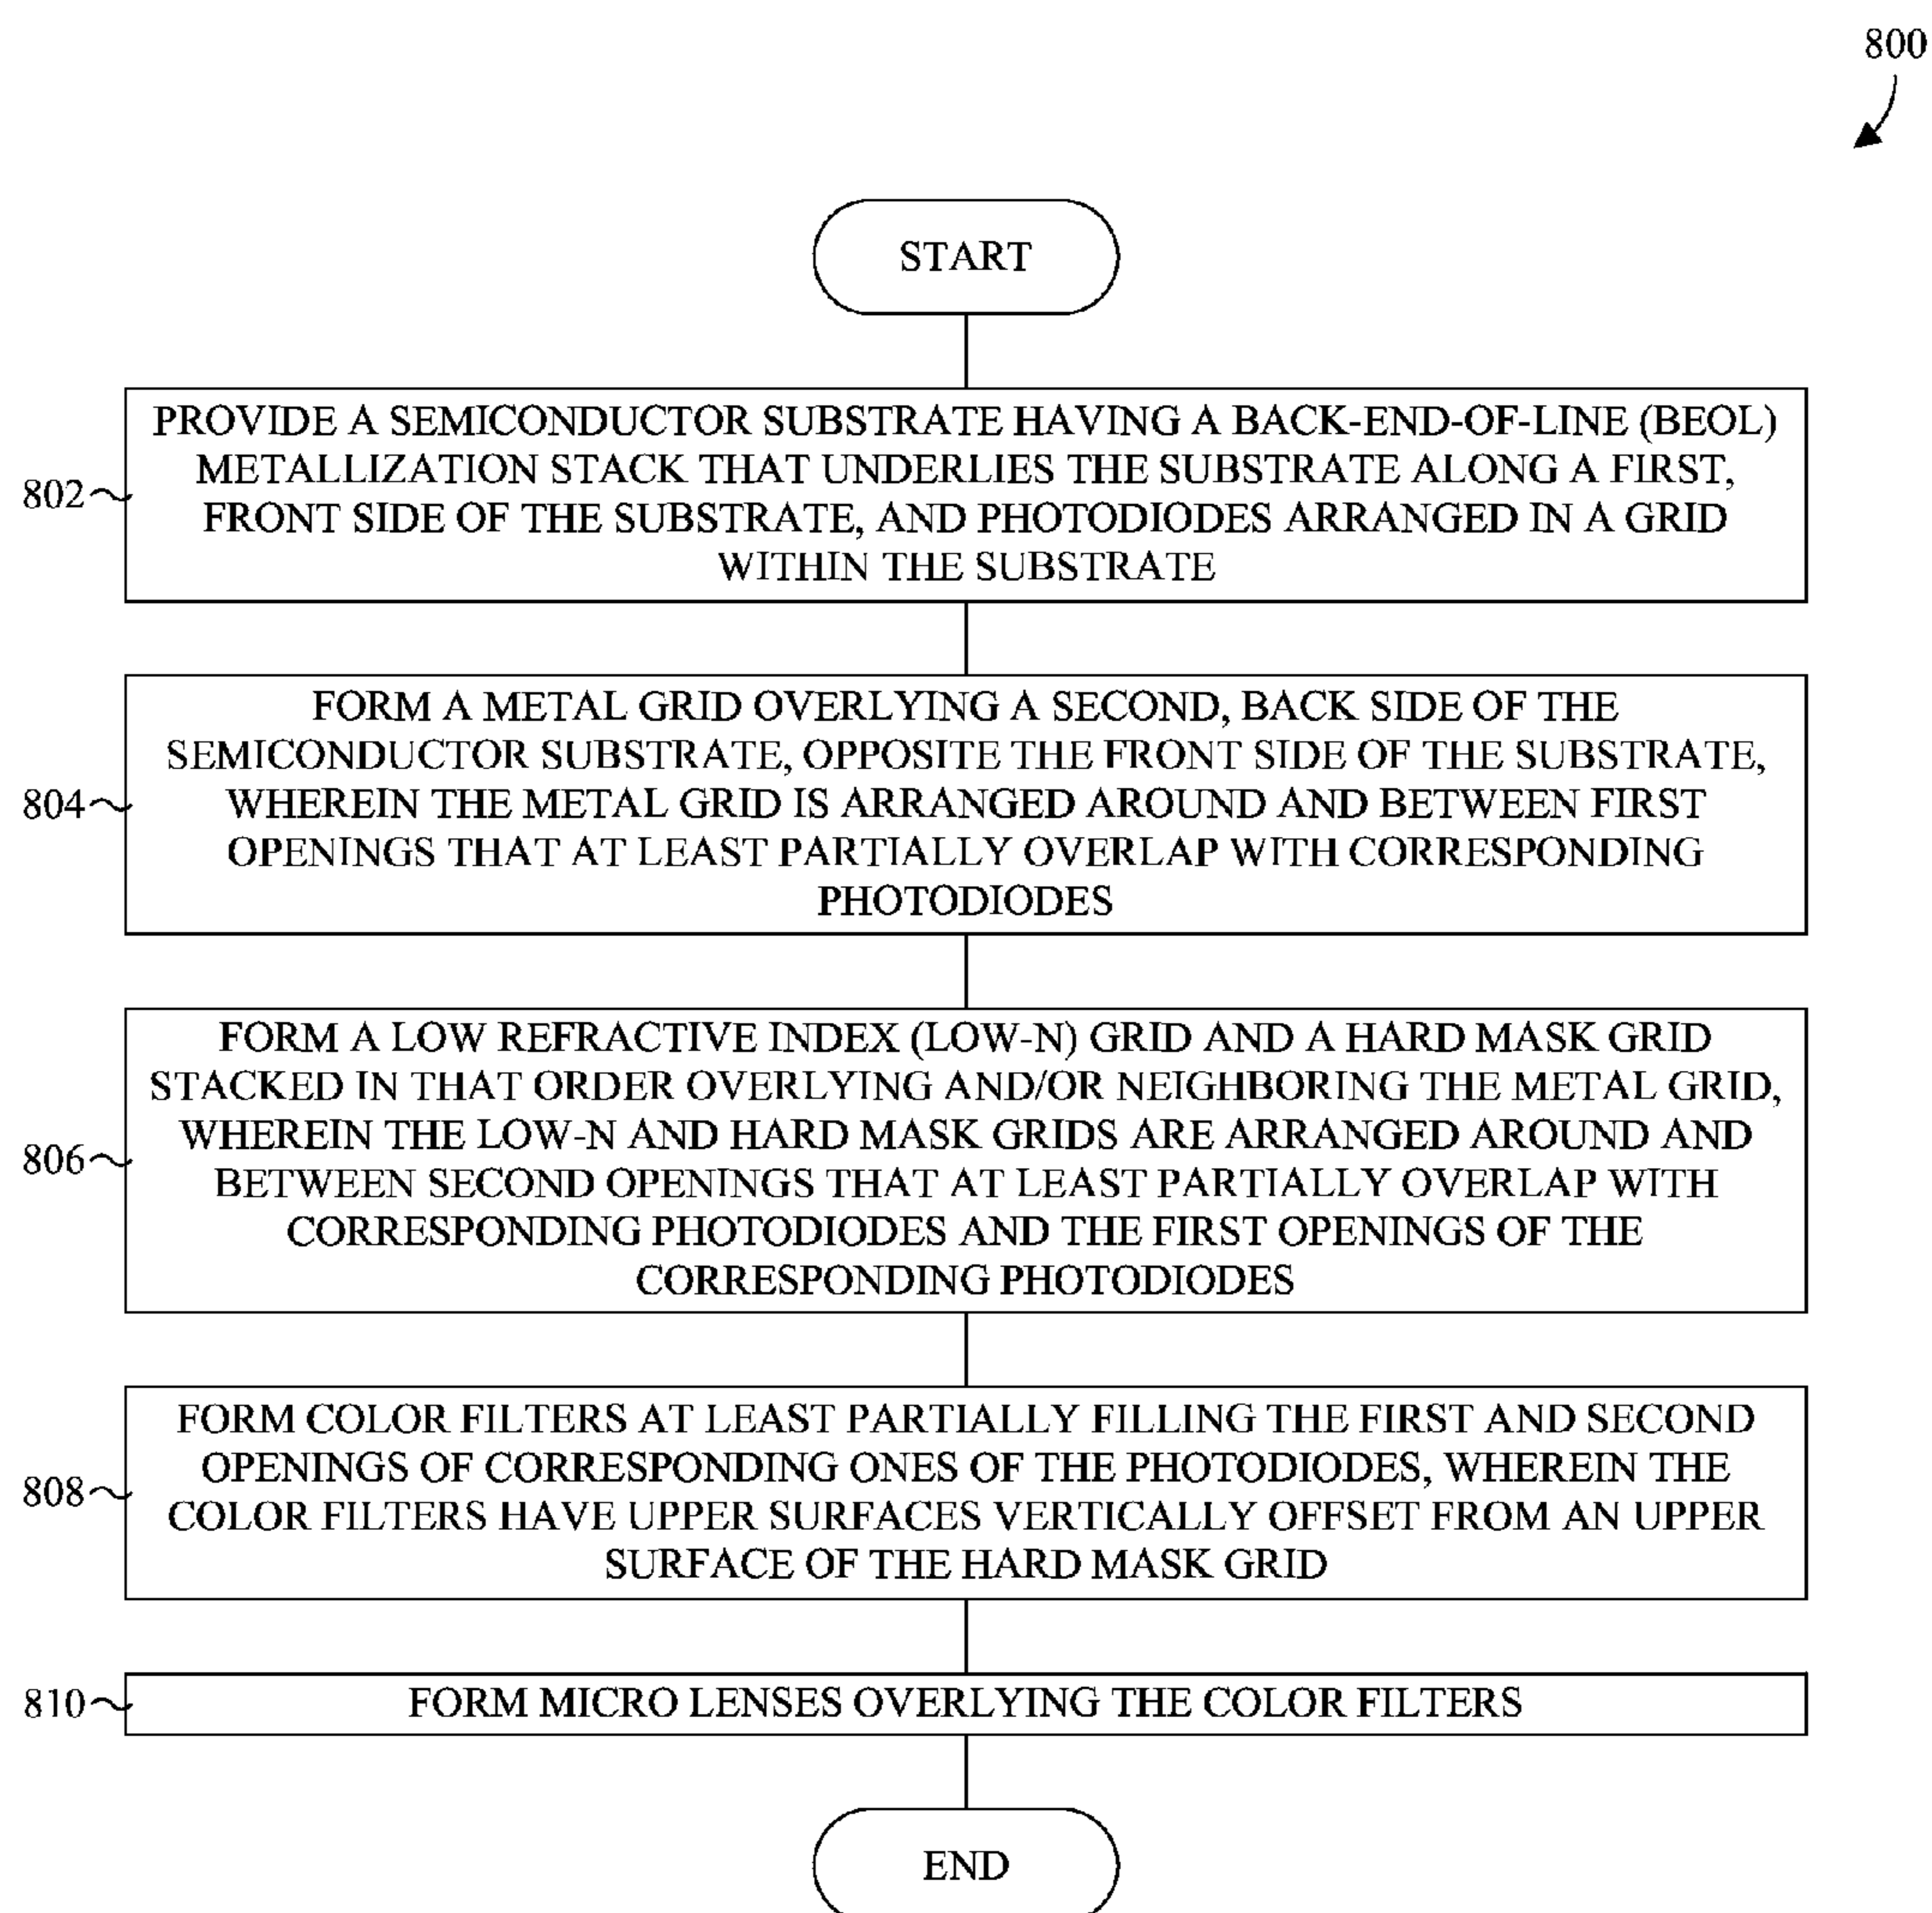 800
START
PROVIDE A SEMICONDUCTOR SUBSTRATE HAVING A BACK-END-OF-LINE (BEOL)
METALLIZATION STACK THAT UNDERLIES THE SUBSTRATE ALONG A FIRST,
802
FRONT SIDE OF THE SUBSTRATE, AND PHOTODIODES ARRANGED IN A GRID
WITHIN THE SUBSTRATE
FORM A METAL GRID OVERLYING A SECOND, BACK SIDE OF THE
SEMICONDUCTOR SUBSTRATE, OPPOSITE THE FRONT SIDE OF THE SUBSTRATE,
804
WHEREIN THE METAL GRID IS ARRANGED AROUND AND BETWEEN FIRST
OPENINGS THAT AT LEAST PARTIALLY OVERLAP WITH CORRESPONDING
PHOTODIODES
FORM A LOW REFRACTIVE INDEX (LOW-N) GRID AND A HARD MASK GRID
STACKED IN THAT ORDER OVERLYING AND/OR NEIGHBORING THE METAL GRID,
WHEREIN THE LOW-N AND HARD MASK GRIDS ARE ARRANGED AROUND AND
806
BETWEEN SECOND OPENINGS THAT AT LEAST PARTIALLY OVERLAP WITH
CORRESPONDING PHOTODIODES AND THE FIRST OPENINGS OF THE
CORRESPONDING PHOTODIODES
FORM COLOR FILTERS AT LEAST PARTIALLY FILLING THE FIRST AND SECOND
OPENINGS OF CORRESPONDING ONES OF THE PHOTODIODES, WHEREIN THE
808
COLOR FILTERS HAVE UPPER SURFACES VERTICALLY OFFSET FROM AN UPPER
SURFACE OF THE HARD MASK GRID
810
FORM MICRO LENSES OVERLYING THE COLOR FILTERS
END